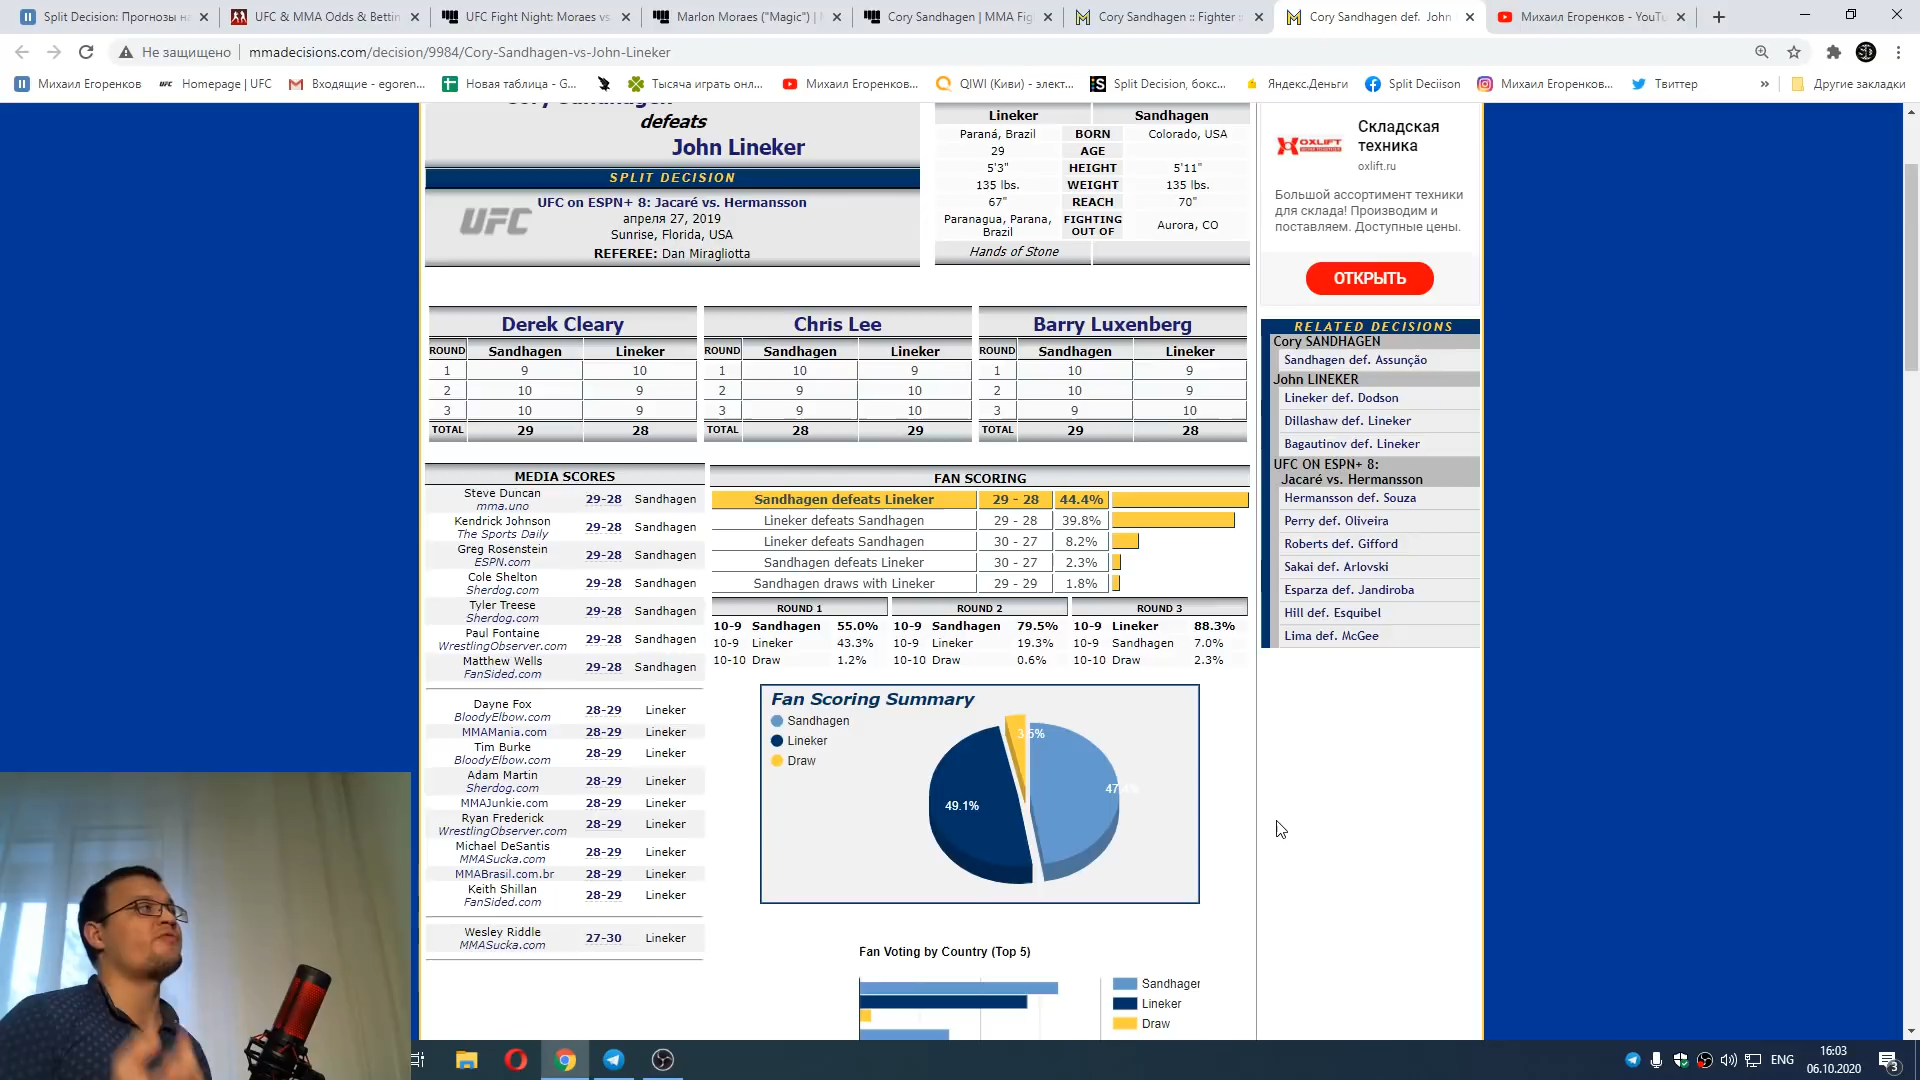 Split Decision: Прогнозы на
UFC & MMA Odds & Bettin
UFC Fight Night: Moraes vs.
Marlon Moraes ("Magic") |
Cory Sandhagen | MMA Fig
Cory Sandhagen :: Fighter
Cory Sandhagen def. John
Михаил Егоренков - YouTu
Не защищено
mmadecisions.com/decision/9984/Cory-Sandhagen-vs-John-Lineker
Михаил Егоренков
UFC Homepage | UFC
Входящие - egoren...
Новая таблица - G...
Тысяча играть онл...
Михаил Егоренков...
QIWI (Киви) - элект...
Split Decision, бокс...
Яндекс.Деньги
Split Deciison
Михаил Егоренков...
Твиттер
»
Другие закладки
Cory Sandhagen
defeats
John Lineker
SPLIT DECISION
UFC
UFC on ESPN+ 8: Jacaré vs. Hermansson
апреля 27, 2019
Sunrise, Florida, USA
REFEREE: Dan Miragliotta
Lineker Sandhagen
Paraná, Brazil BORN Colorado, USA
29 AGE
5'3" HEIGHT 5'11"
135 lbs. WEIGHT 135 lbs.
67" REACH 70"
Paranagua, Parana, Brazil FIGHTING OUT OF Aurora, CO
Hands of Stone
Derek Cleary
ROUND Sandhagen Lineker
1 9 10
2 10 9
3 10 9
TOTAL 29 28
Chris Lee
ROUND Sandhagen Lineker
1 10 9
2 9 10
3 9 10
TOTAL 28 29
Barry Luxenberg
ROUND Sandhagen Lineker
1 10 9
2 10 9
3 9 10
TOTAL 29 28
MEDIA SCORES
Steve Duncan
mma.uno 29-28 Sandhagen
Kendrick Johnson
The Sports Daily 29-28 Sandhagen
Greg Rosenstein
ESPN.com 29-28 Sandhagen
Cole Shelton
Sherdog.com 29-28 Sandhagen
Tyler Treese
Sherdog.com 29-28 Sandhagen
Paul Fontaine
WrestlingObserver.com 29-28 Sandhagen
Matthew Wells
FanSided.com 29-28 Sandhagen
Dayne Fox
BloodyElbow.com 28-29 Lineker
MMAMania.com 28-29 Lineker
Tim Burke
BloodyElbow.com 28-29 Lineker
Adam Martin
Sherdog.com 28-29 Lineker
MMAJunkie.com 28-29 Lineker
Ryan Frederick
WrestlingObserver.com 28-29 Lineker
Michael DeSantis
MMASucka.com 28-29 Lineker
MMABrasil.com.br 28-29 Lineker
Keith Shillan
FanSided.com 28-29 Lineker
Wesley Riddle
MMASucka.com 27-30 Lineker
FAN SCORING
Sandhagen defeats Lineker 29 - 28 44.4%
Lineker defeats Sandhagen 29 - 28 39.8%
Lineker defeats Sandhagen 30 - 27 8.2%
Sandhagen defeats Lineker 30 - 27 2.3%
Sandhagen draws with Lineker 29 - 29 1.8%
ROUND 1
10-9 Sandhagen 55.0%
10-9 Lineker 43.3%
10-10 Draw 1.2%
ROUND 2
10-9 Sandhagen 79.5%
10-9 Lineker 19.3%
10-10 Draw 0.6%
ROUND 3
10-9 Lineker 88.3%
10-9 Sandhagen 7.0%
10-10 Draw 2.3%
Fan Scoring Summary
Sandhagen
Lineker
Draw
3.5%
49.1%
Fan Voting by Country (Top 5)
Sandhagen
Lineker
Draw
OXLIFT
Складская
техника
oxlift.ru
Большой ассортимент техники
для склада! Производим и
поставляем. Доступные цены.
ОТКРЫТЬ
RELATED DECISIONS
Cory SANDHAGEN
Sandhagen def. Assunção
John LINEKER
Lineker def. Dodson
Dillashaw def. Lineker
Bagautinov def. Lineker
UFC ON ESPN+ 8:
Jacaré vs. Hermansson
Hermansson def. Souza
Perry def. Oliveira
Roberts def. Gifford
Sakai def. Arlovski
Esparza def. Jandiroba
Hill def. Esquibel
Lima def. McGee
ENG
16:03
06.10.2020
3